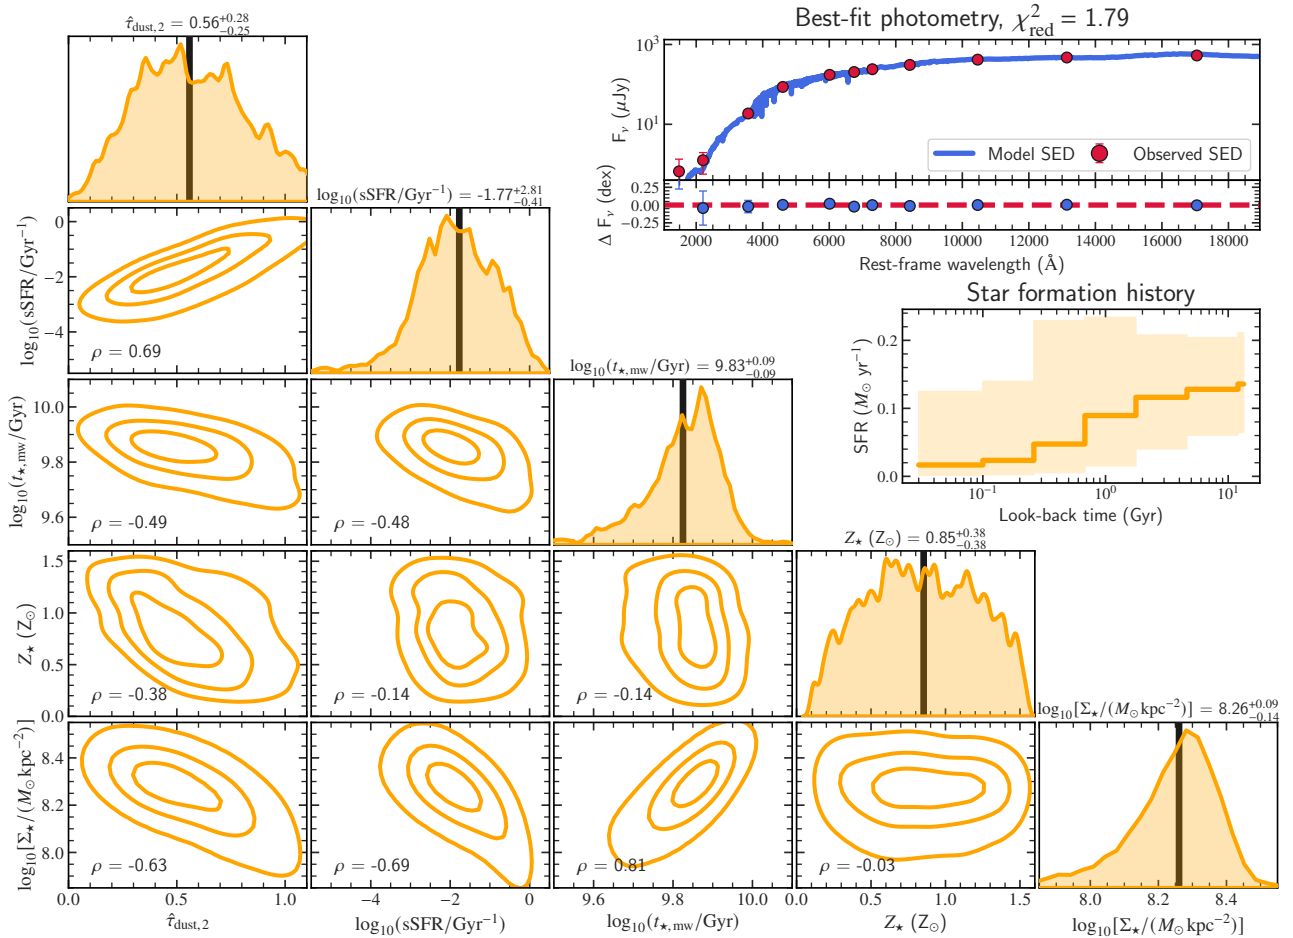 τ̂dust,2 = 0.56+0.28−0.25
Best-fit photometry, χ2red = 1.79
10³
10¹
Fν (μJy)
Model SED
Observed SED
0.25
0.00
−0.25
Δ Fν (dex)
2000 4000 6000 8000 10000 12000 14000 16000 18000
Rest-frame wavelength (Å)
log10(sSFR/Gyr−1) = -1.77+2.81−0.41
0
−2
−4
log10(sSFR/Gyr−1)
ρ = 0.69
Star formation history
0.2
0.1
0.0
SFR (M⊙ yr−1)
10−1 10⁰ 10¹
Look-back time (Gyr)
log10(t⋆,mw/Gyr) = 9.83+0.09−0.09
10.0
9.8
9.6
log10(t⋆,mw/Gyr)
ρ = -0.49
ρ = -0.48
Z⋆ (Z⊙) = 0.85+0.38−0.38
1.5
1.0
0.5
0.0
Z⋆ (Z⊙)
ρ = -0.38
ρ = -0.14
ρ = -0.14
log10[Σ⋆/(M⊙kpc−2)] = 8.26+0.09−0.14
8.4
8.2
8.0
log10[Σ⋆/(M⊙kpc−2)]
ρ = -0.63
ρ = -0.69
ρ = 0.81
ρ = -0.03
0.0 0.5 1.0
−4 −2 0
9.6 9.8 10.0
0.0 0.5 1.0 1.5
8.0 8.2 8.4
τ̂dust,2
log10(sSFR/Gyr−1)
log10(t⋆,mw/Gyr)
Z⋆ (Z⊙)
log10[Σ⋆/(M⊙kpc−2)]